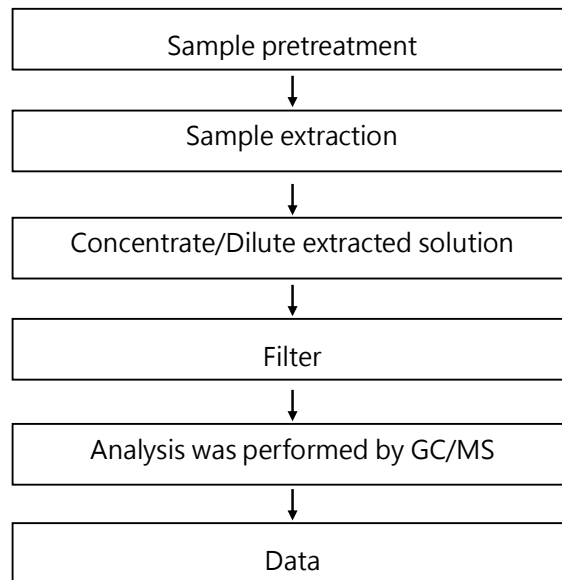 Sample pretreatment
Sample extraction
Concentrate/Dilute extracted solution
Filter
Analysis was performed by GC/MS
Data